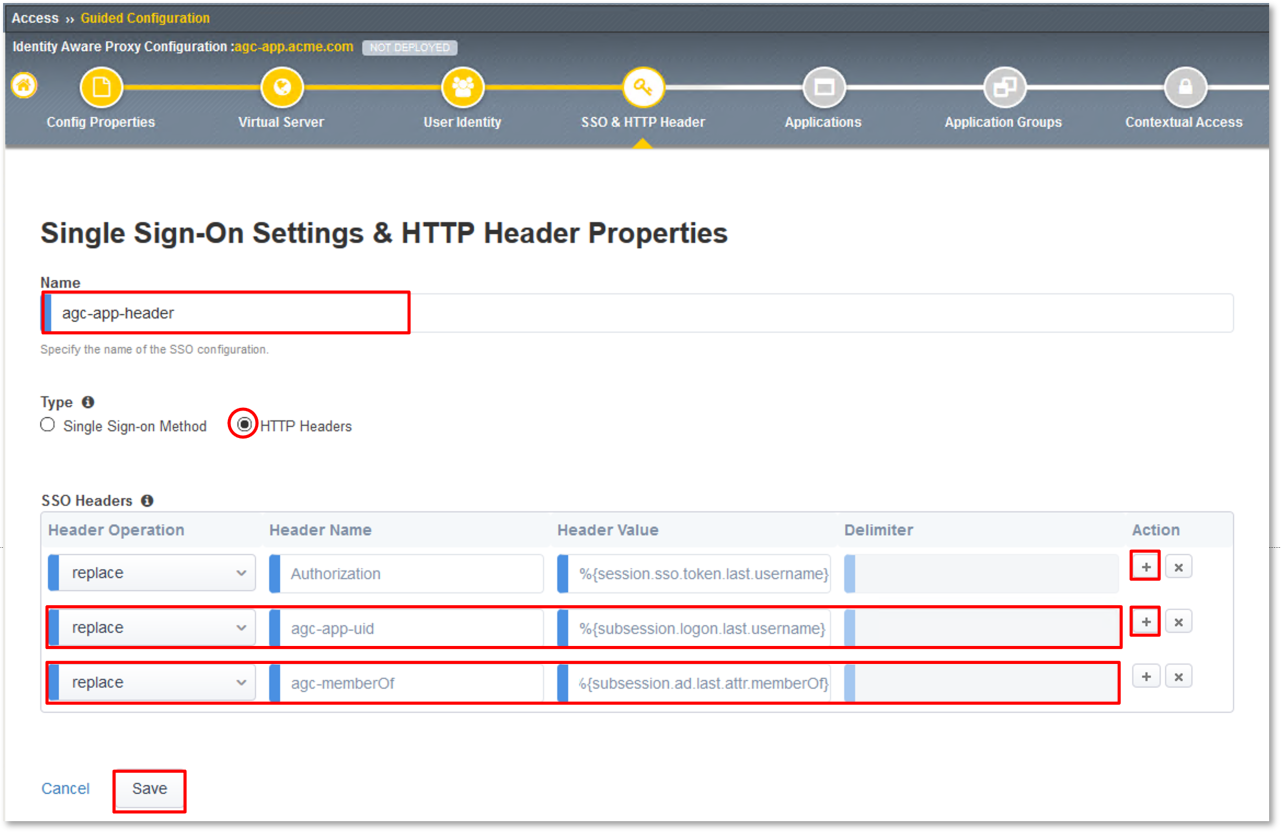 Access ›› Guided Configuration
Identity Aware Proxy Configuration :agc-app.acme.com NOT DEPLOYED
Config Properties Virtual Server User Identity SSO & HTTP Header Applications Application Groups Contextual Access
Single Sign-On Settings & HTTP Header Properties
Name
agc-app-header
Specify the name of the SSO configuration.
Type
Single Sign-on Method HTTP Headers
SSO Headers
Header Operation Header Name Header Value Delimiter Action
replace Authorization %{session.sso.token.last.username} + x
replace agc-app-uid %{subsession.logon.last.username} + x
replace agc-memberOf %{subsession.ad.last.attr.memberOf} + x
Cancel Save